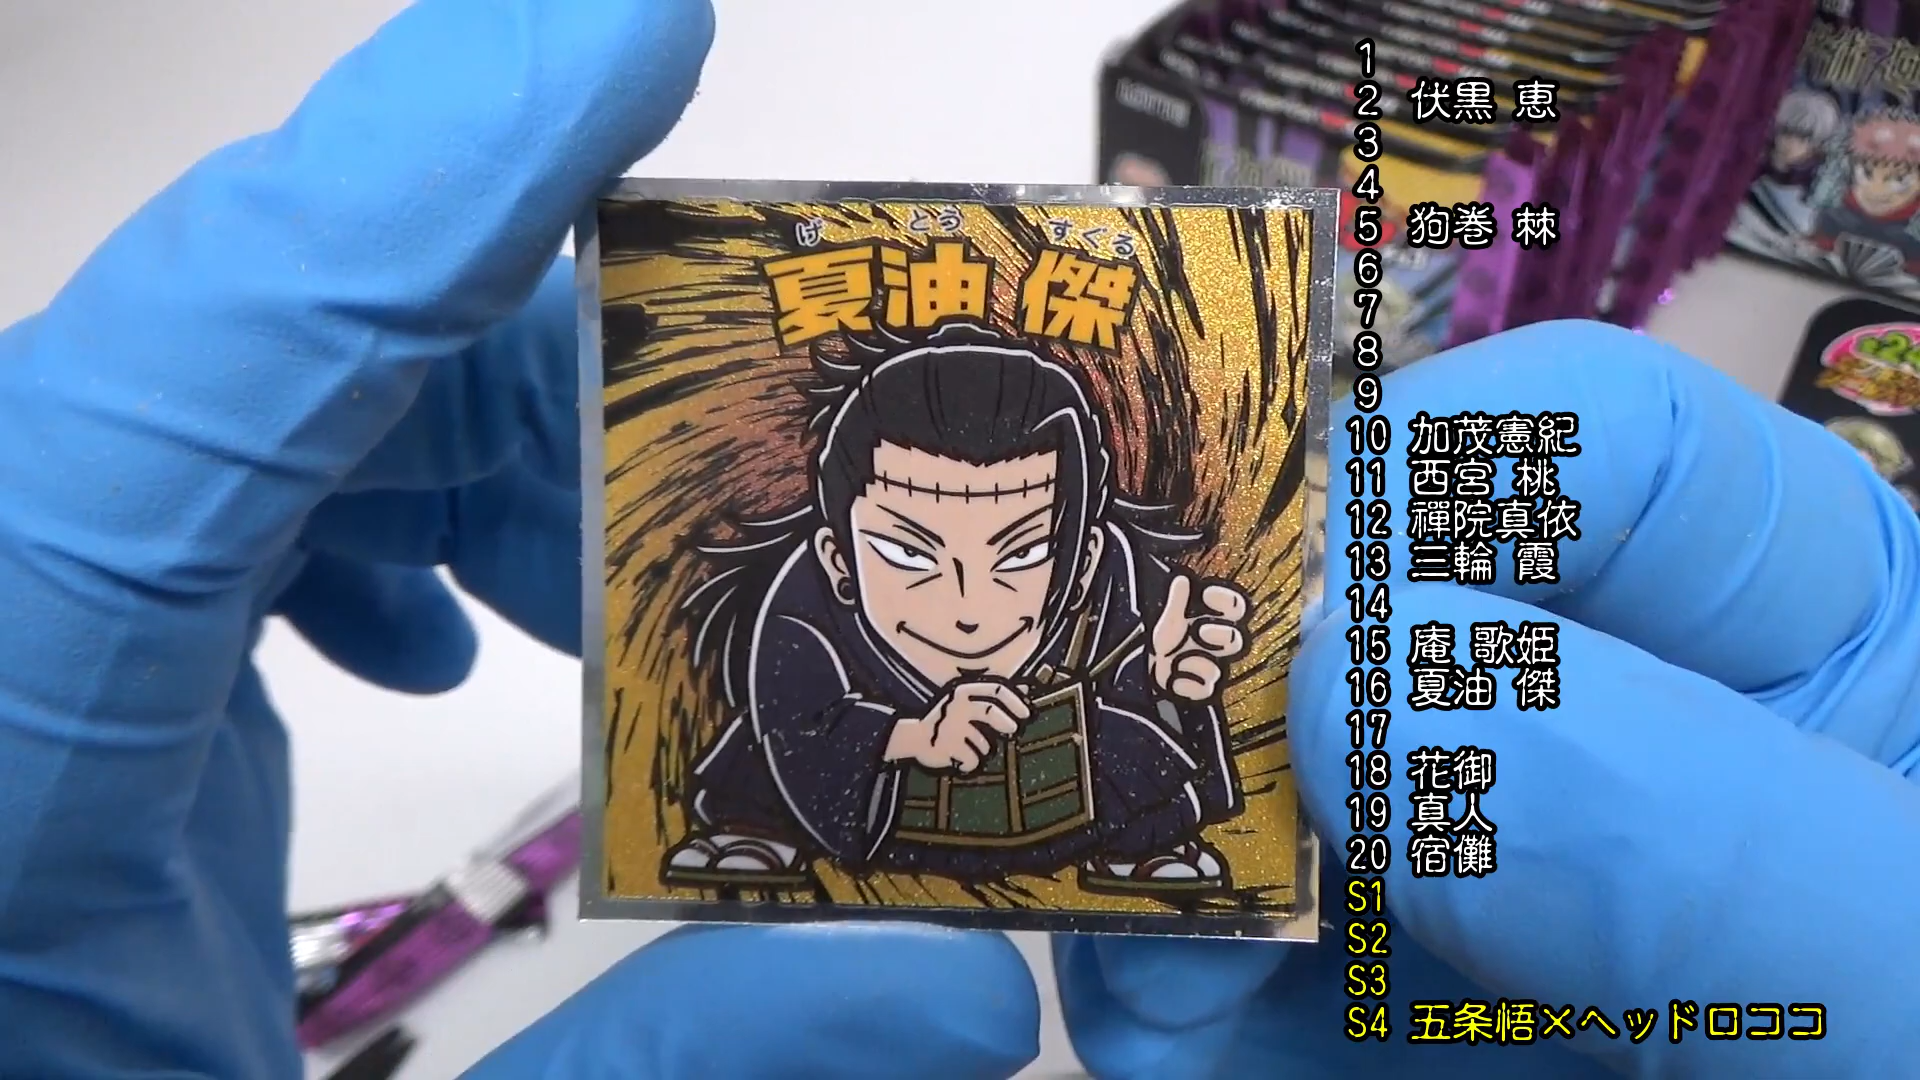 げ とう すぐる
夏油 傑
1
2 伏黒 恵
3
4
5 狗巻 棘
6
7
8
9
10 加茂憲紀
11 西宮 桃
12 禪院真依
13 三輪 霞
14
15 庵 歌姫
16 夏油 傑
17
18 花御
19 真人
20 宿儺
S1
S2
S3
S4 五条悟×ヘッドロココ